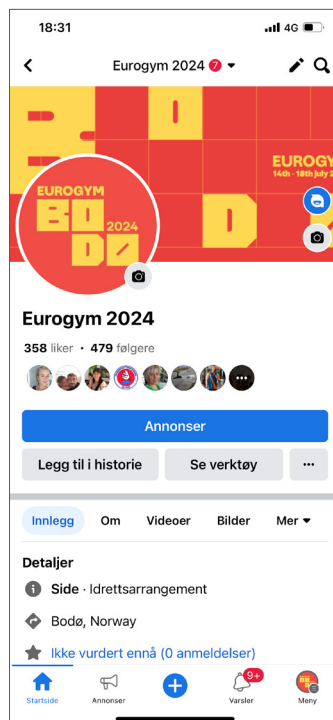 18:31
4G
Eurogym 2024 7
EUROGY
14th - 18th July 2
EUROGYM
BO
2024
DØ
Eurogym 2024
358 liker · 479 følgere
Annonser
Legg til i historie
Se verktøy
Innlegg Om Videoer Bilder Mer
Detaljer
Side · Idrettsarrangement
Bodø, Norway
Ikke vurdert ennå (0 anmeldelser)
9+
Startside Annonser Varsler Meny